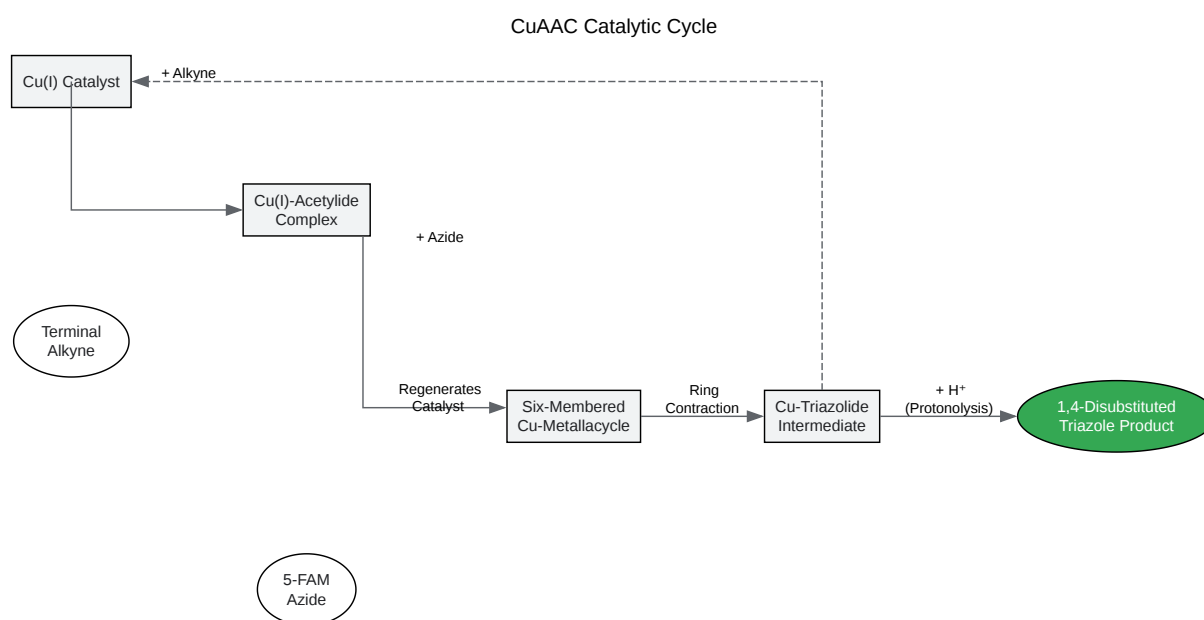 CuAAC Catalytic Cycle
Cu(I) Catalyst
+ Alkyne
Cu(I)-Acetylide
Complex
+ Azide
Terminal
Alkyne
Regenerates
Catalyst
Six-Membered
Cu-Metallacycle
Ring
Contraction
Cu-Triazolide
Intermediate
+ H⁺
(Protonolysis)
1,4-Disubstituted
Triazole Product
5-FAM
Azide